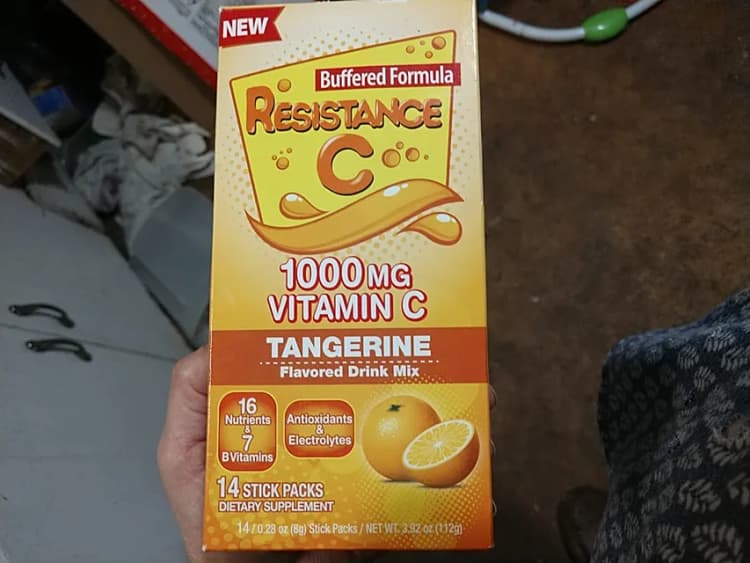 NEW
Buffered Formula
RESISTANCE
C
1000 MG
VITAMIN C
TANGERINE
Flavored Drink Mix
16
Nutrients
&
7
B Vitamins
Antioxidants
&
Electrolytes
14 STICK PACKS
DIETARY SUPPLEMENT
14 / 0.28 oz (8g) Stick Packs / NET WT. 3.92 oz (112g)